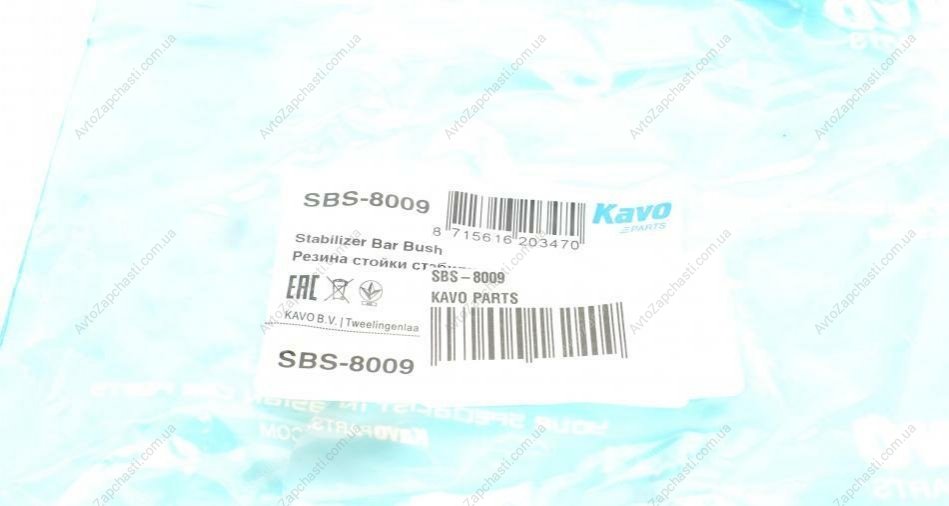 SBS-8009
8 715616 203470
Kavo
PARTS
Stabilizer Bar Bush
Резина стойки
SBS-8009
KAVO PARTS
EAC
KAVO B.V. | Tweelingenlaa
SBS-8009
KavoPARTS
AvtoZapchasti.com.ua